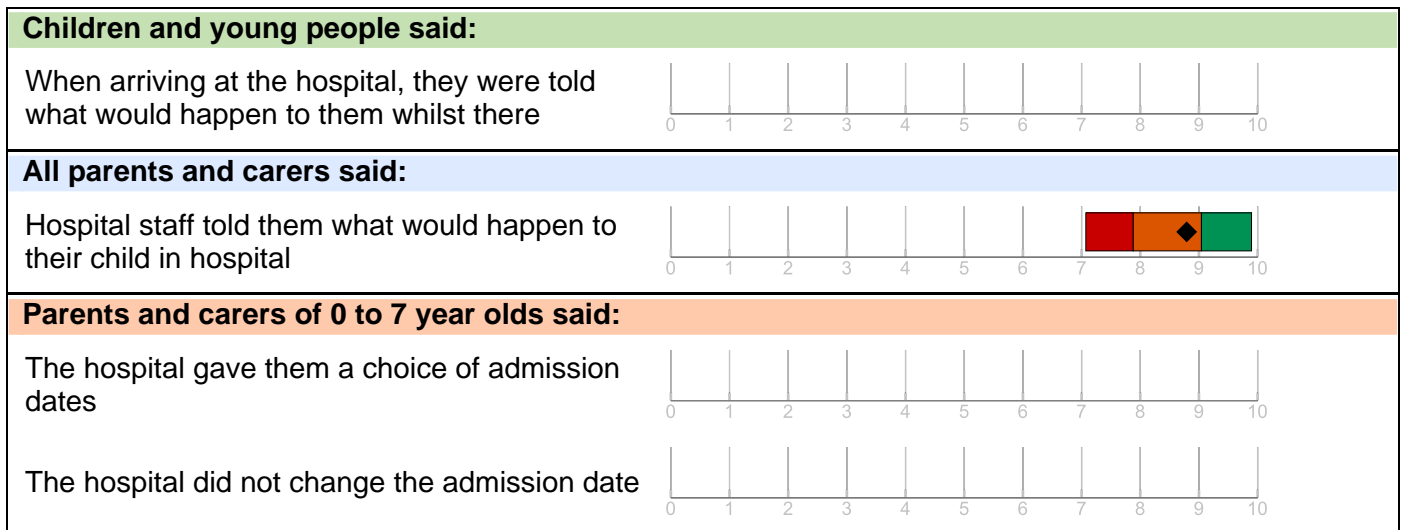 Children and young people said:
When arriving at the hospital, they were told
what would happen to them whilst there
0 1 2 3 4 5 6 7 8 9 10
All parents and carers said:
Hospital staff told them what would happen to
their child in hospital
0 1 2 3 4 5 6 7 8 9 10
Parents and carers of 0 to 7 year olds said:
The hospital gave them a choice of admission
dates
0 1 2 3 4 5 6 7 8 9 10
The hospital did not change the admission date
0 1 2 3 4 5 6 7 8 9 10